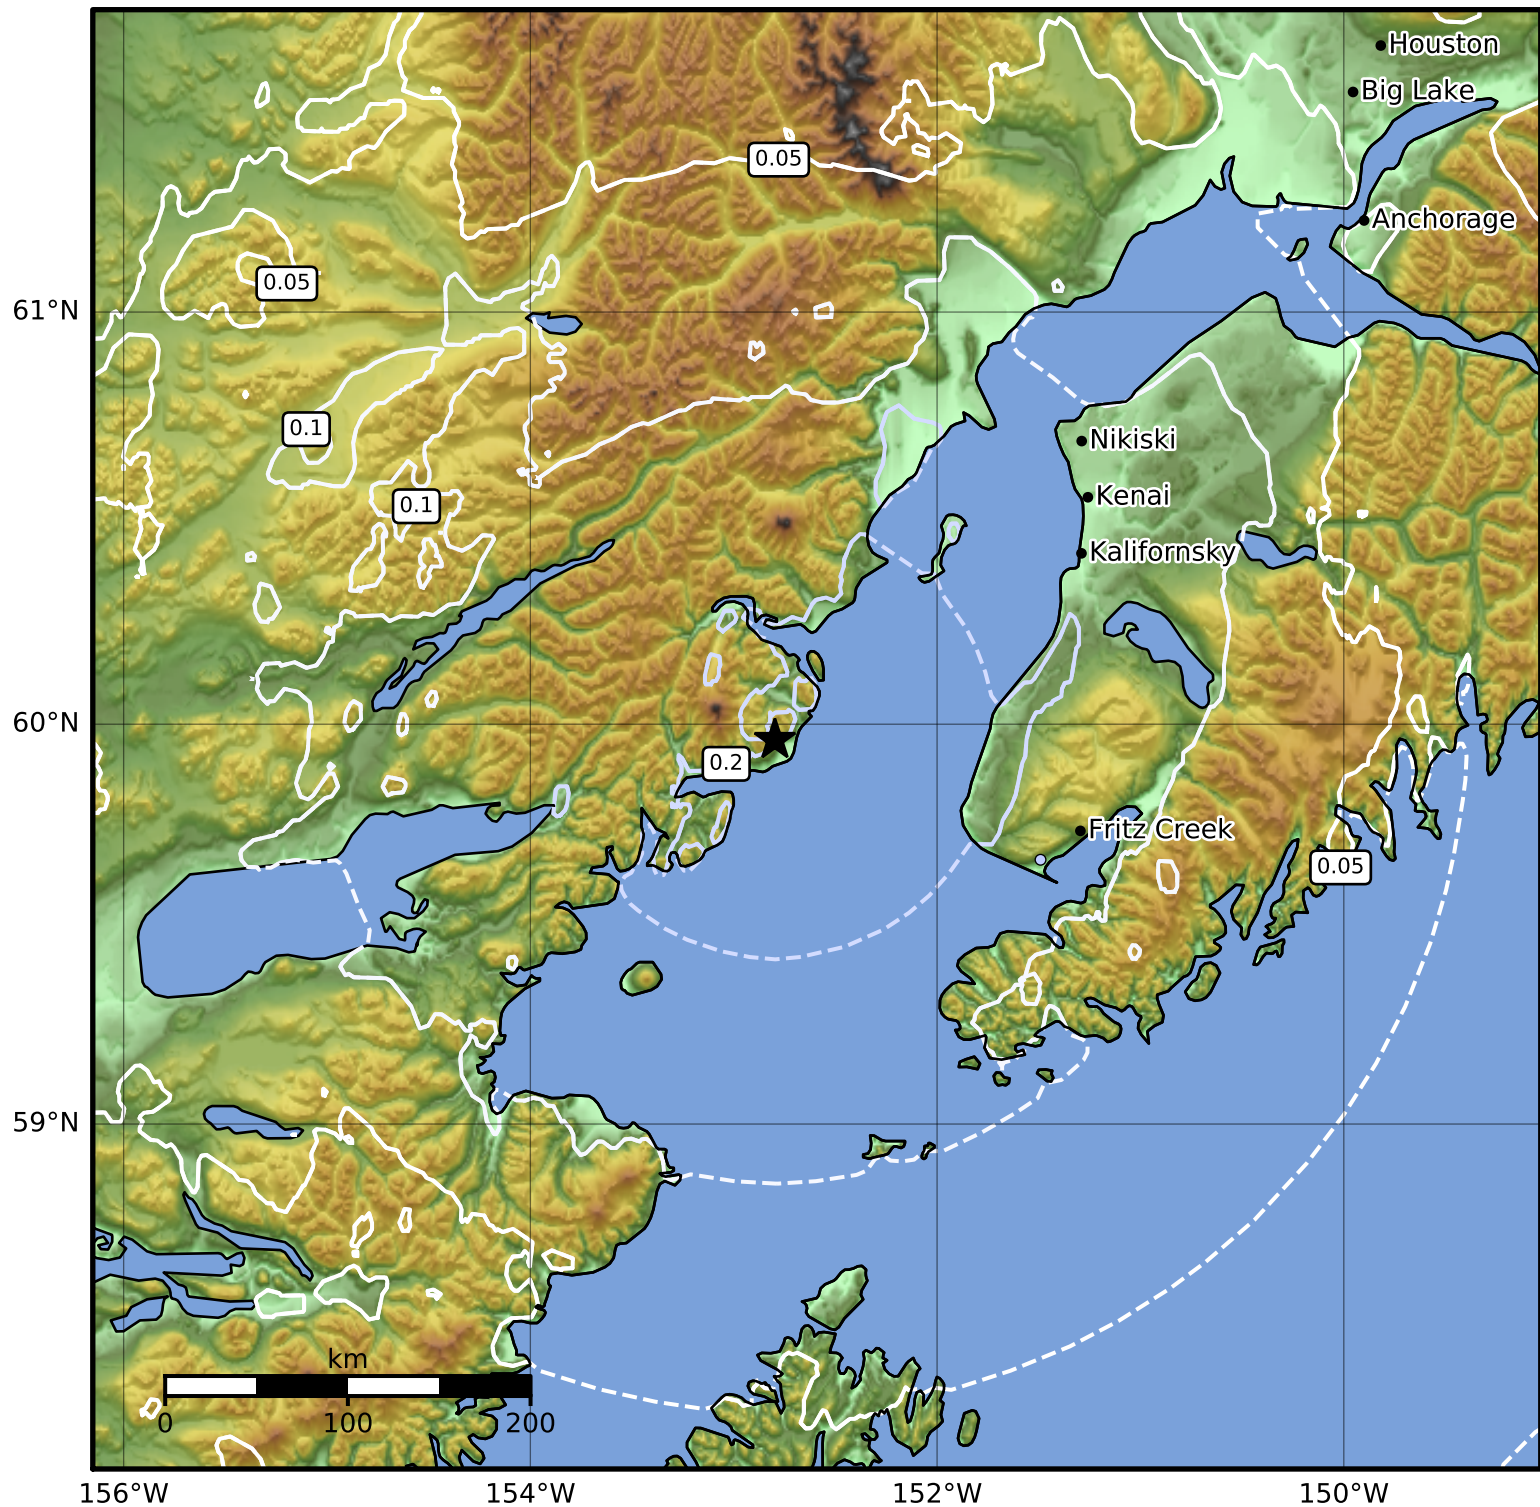 Houston
Big Lake
0.05
Anchorage
0.05
61°N
0.1
Nikiski
Kenai
0.1
Kalifornsky
60°N
0.2
Fritz Creek
0.05
59°N
km
0 100 200
156°W 154°W 152°W 150°W